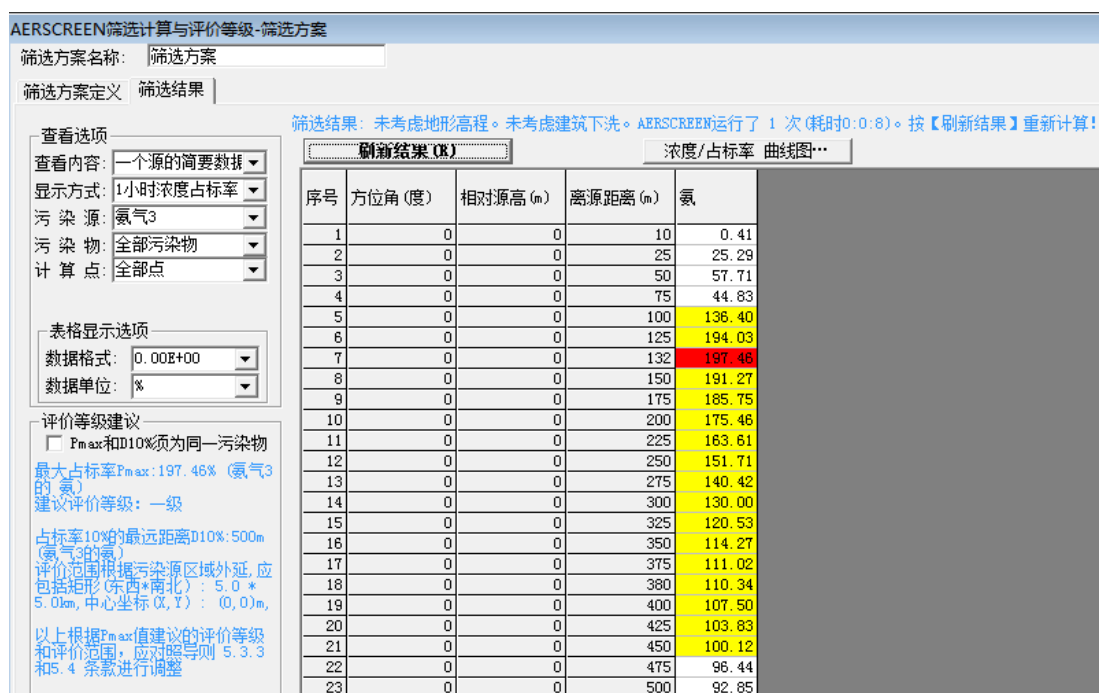 AERSCREEN筛选计算与评价等级-筛选方案
筛选方案名称: 筛选方案
筛选方案定义 筛选结果
筛选结果: 未考虑地形高程。未考虑建筑下洗。AERSCREEN运行了 1 次(耗时0:0:8)。按【刷新结果】重新计算!
刷新结果(R) 浓度/占标率 曲线图…
查看选项
查看内容: 一个源的简要数据
显示方式: 1小时浓度占标率
污 染 源: 氨气3
污 染 物: 全部污染物
计 算 点: 全部点
表格显示选项
数据格式: 0.00E+00
数据单位: %
评价等级建议
Pmax和D10%须为同一污染物
最大占标率Pmax:197.46% (氨气3
的 氨)
建议评价等级: 一级
占标率10%的最远距离D10%:500m
(氨气3的氨)
评价范围根据污染源区域外延,应
包括矩形(东西*南北): 5.0 *
5.0km,中心坐标(X,Y): (0,0)m,
以上根据Pmax值建议的评价等级
和评价范围,应对照导则 5.3.3
和5.4 条款进行调整
序号 方位角(度) 相对源高(m) 离源距离(m) 氨
1 0 0 10 0.41
2 0 0 25 25.29
3 0 0 50 57.71
4 0 0 75 44.83
5 0 0 100 136.40
6 0 0 125 194.03
7 0 0 132 197.46
8 0 0 150 191.27
9 0 0 175 185.75
10 0 0 200 175.46
11 0 0 225 163.61
12 0 0 250 151.71
13 0 0 275 140.42
14 0 0 300 130.00
15 0 0 325 120.53
16 0 0 350 114.27
17 0 0 375 111.02
18 0 0 380 110.34
19 0 0 400 107.50
20 0 0 425 103.83
21 0 0 450 100.12
22 0 0 475 96.44
23 0 0 500 92.85